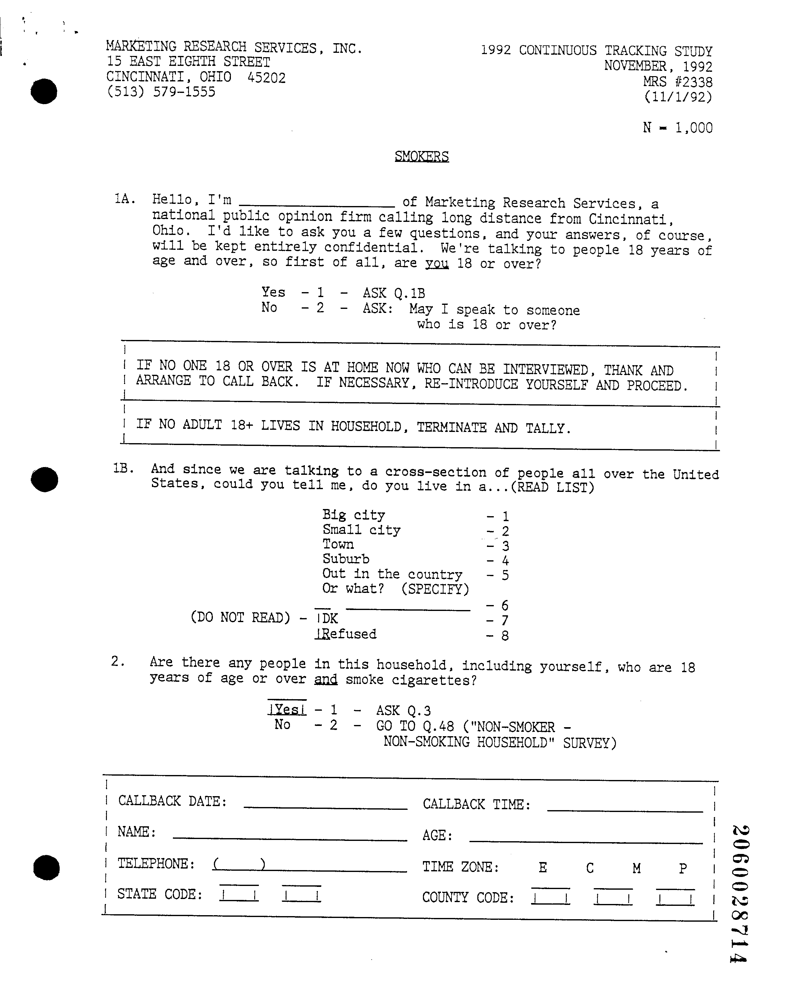 MARKETING RESEARCH SERVICES, INC.
15 EAST EIGHTH STREET
CINCINNATI, OHIO 45202
(513) 579-1555
1992 CONTINUOUS TRACKING STUDY
NOVEMBER, 1992
MRS #2338
(11/1/92)
N = 1,000
SMOKERS
1A. Hello, I'm ____________________ of Marketing Research Services, a
national public opinion firm calling long distance from Cincinnati,
Ohio. I'd like to ask you a few questions, and your answers, of course,
will be kept entirely confidential. We're talking to people 18 years of
age and over, so first of all, are you 18 or over?
Yes - 1 - ASK Q.1B
No - 2 - ASK: May I speak to someone
who is 18 or over?
IF NO ONE 18 OR OVER IS AT HOME NOW WHO CAN BE INTERVIEWED, THANK AND
ARRANGE TO CALL BACK. IF NECESSARY, RE-INTRODUCE YOURSELF AND PROCEED.
IF NO ADULT 18+ LIVES IN HOUSEHOLD, TERMINATE AND TALLY.
1B. And since we are talking to a cross-section of people all over the United
States, could you tell me, do you live in a...(READ LIST)
Big city - 1
Small city - 2
Town - 3
Suburb - 4
Out in the country - 5
Or what? (SPECIFY)
________________ - 6
(DO NOT READ) - DK - 7
Refused - 8
2. Are there any people in this household, including yourself, who are 18
years of age or over and smoke cigarettes?
Yes - 1 - ASK Q.3
No - 2 - GO TO Q.48 ("NON-SMOKER -
NON-SMOKING HOUSEHOLD" SURVEY)
CALLBACK DATE: ____________________ CALLBACK TIME: ____________________
NAME: ____________________ AGE: ____________________
TELEPHONE: ( ) ____________________ TIME ZONE: E C M P
STATE CODE: COUNTY CODE:
2060028714